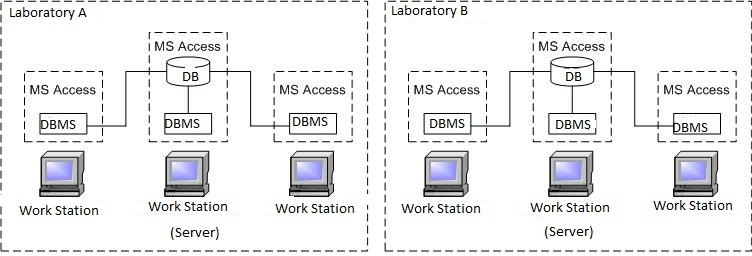 Laboratory A
MS Access
DB
MS Access
MS Access
DBMS
DBMS
DBMS
Work Station
Work Station
Work Station
(Server)
Laboratory B
MS Access
DB
MS Access
MS Access
DBMS
DBMS
DBMS
Work Station
Work Station
Work Station
(Server)